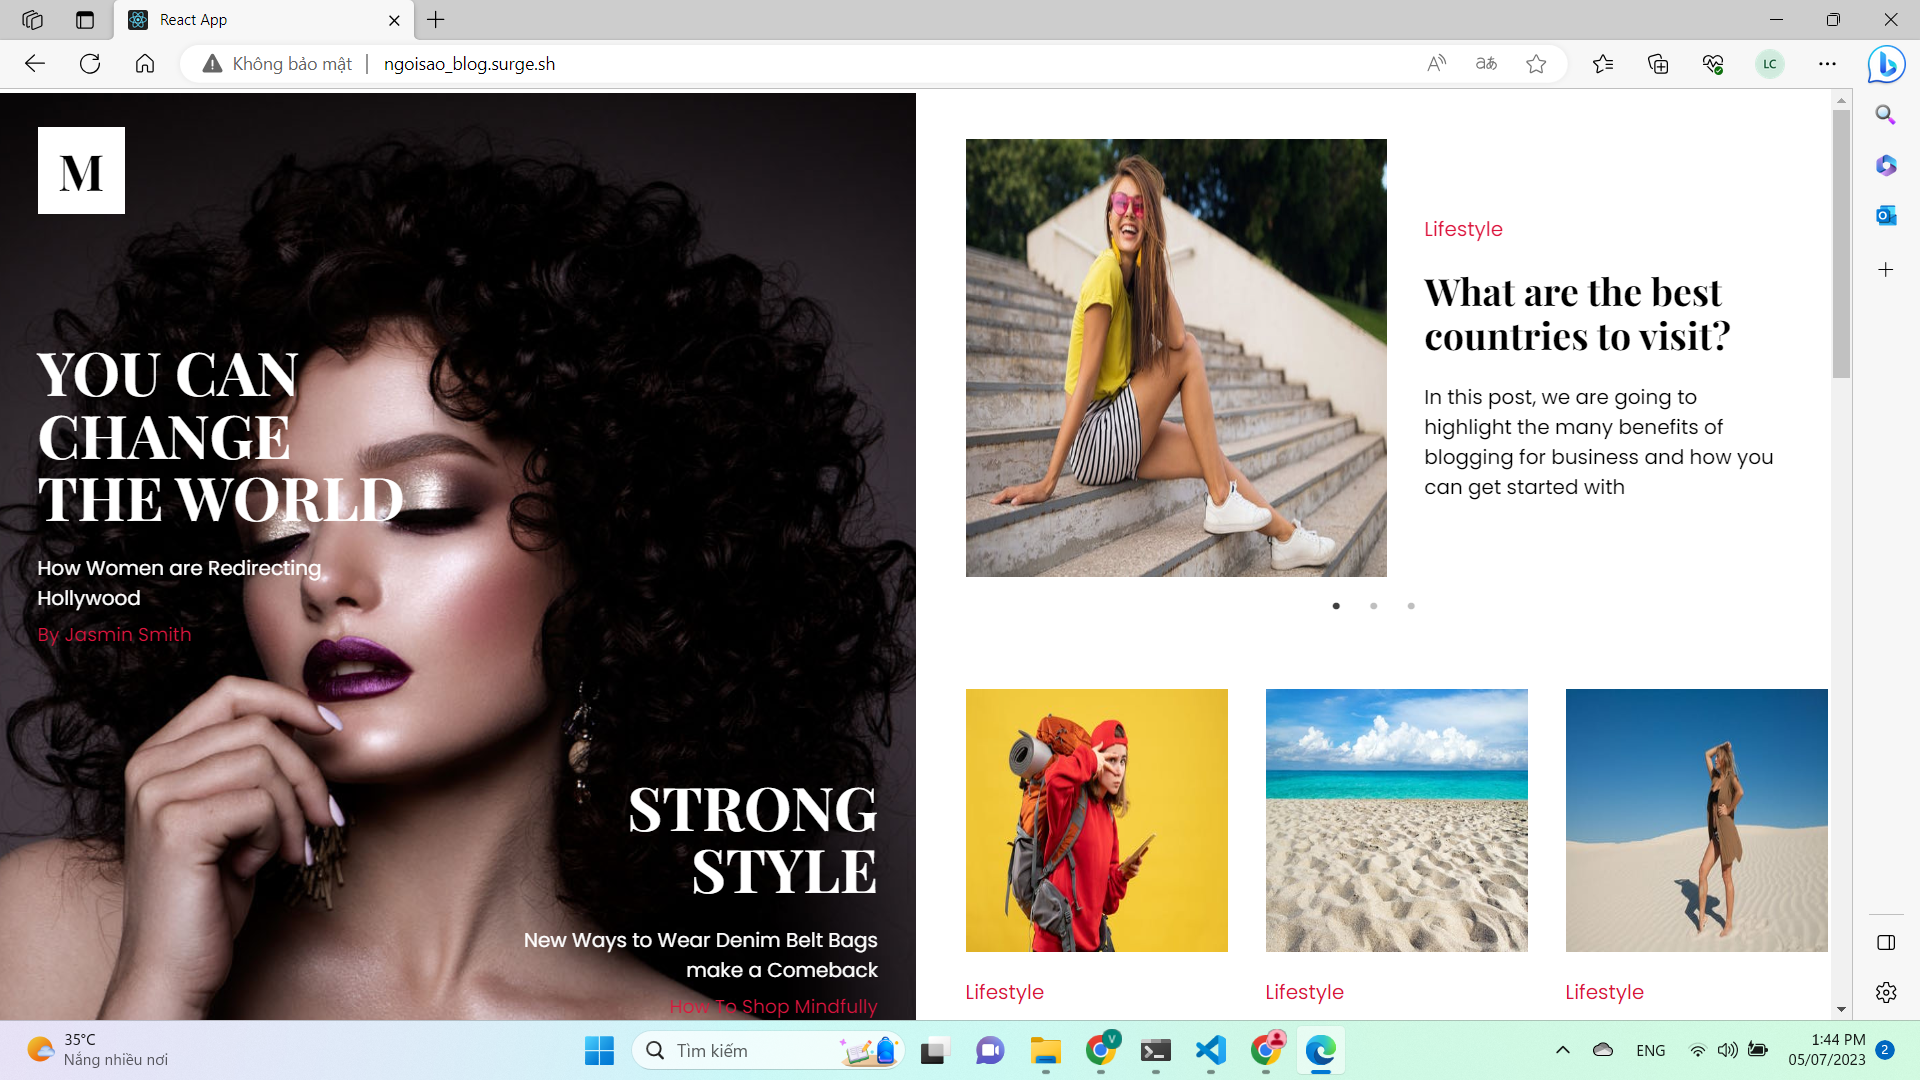 React App
Không bảo mật
ngoisao_blog.surge.sh
LC
M
YOU CAN
CHANGE
THE WORLD
How Women are Redirecting
Hollywood
By Jasmin Smith
STRONG
STYLE
New Ways to Wear Denim Belt Bags
make a Comeback
How To Shop Mindfully
Lifestyle
What are the best
countries to visit?
In this post, we are going to
highlight the many benefits of
blogging for business and how you
can get started with
Lifestyle
Lifestyle
Lifestyle
35°C
Nắng nhiều nơi
Tìm kiếm
V
ENG
1:44 PM
05/07/2023
2